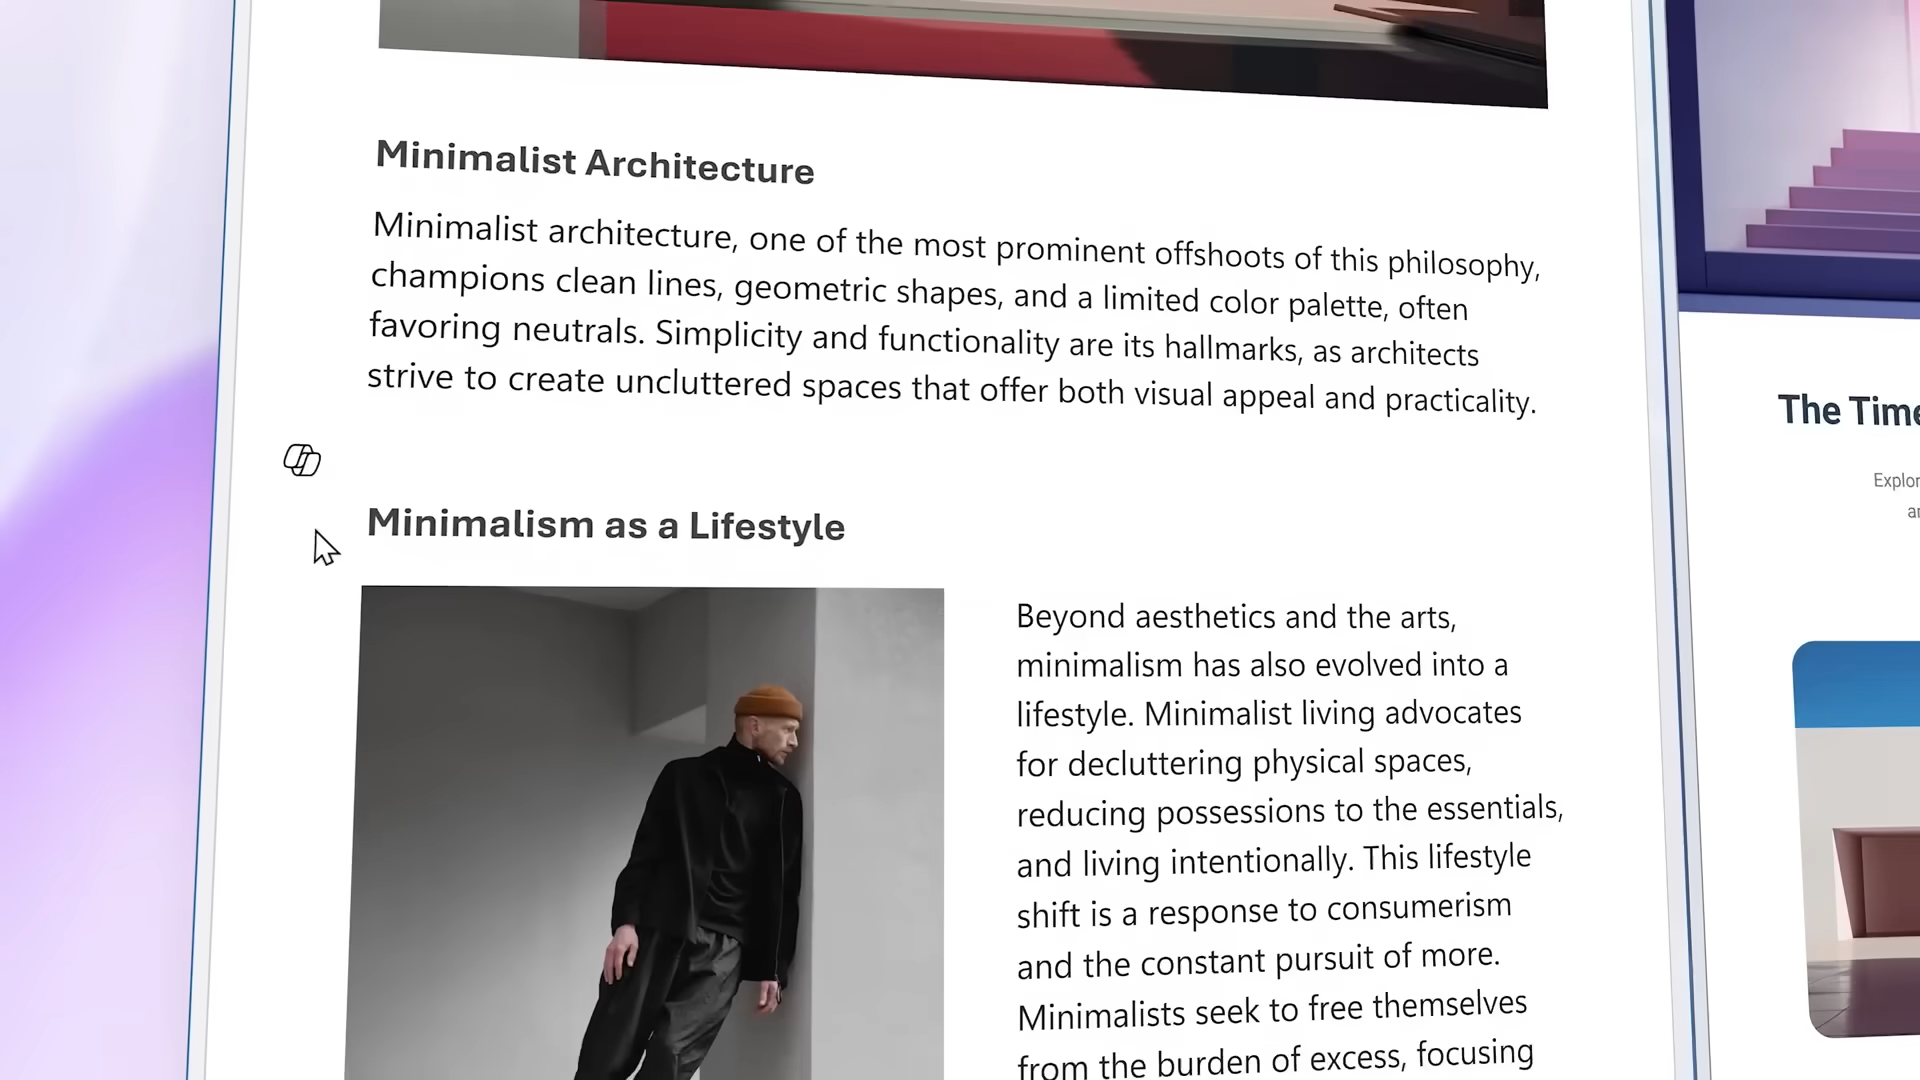 Minimalist Architecture
Minimalist architecture, one of the most prominent offshoots of this philosophy,
champions clean lines, geometric shapes, and a limited color palette, often
favoring neutrals. Simplicity and functionality are its hallmarks, as architects
strive to create uncluttered spaces that offer both visual appeal and practicality.
Minimalism as a Lifestyle
Beyond aesthetics and the arts,
minimalism has also evolved into a
lifestyle. Minimalist living advocates
for decluttering physical spaces,
reducing possessions to the essentials,
and living intentionally. This lifestyle
shift is a response to consumerism
and the constant pursuit of more.
Minimalists seek to free themselves
from the burden of excess, focusing
The